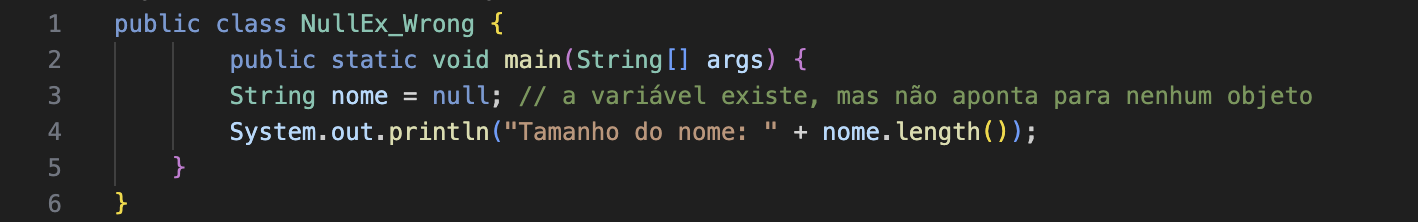 1 public class NullEx_Wrong {
2 public static void main(String[] args) {
3 String nome = null; // a variável existe, mas não aponta para nenhum objeto
4 System.out.println("Tamanho do nome: " + nome.length());
5 }
6 }